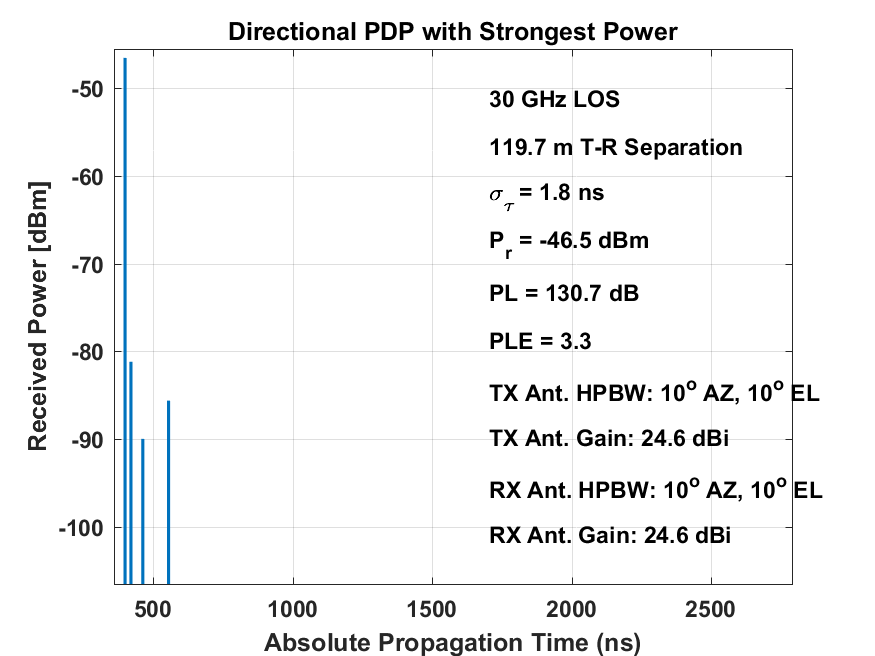 Directional PDP with Strongest Power
Received Power [dBm]
-50
-60
-70
-80
-90
-100
30 GHz LOS
119.7 m T-R Separation
σ_τ = 1.8 ns
P_r = -46.5 dBm
PL = 130.7 dB
PLE = 3.3
TX Ant. HPBW: 10° AZ, 10° EL
TX Ant. Gain: 24.6 dBi
RX Ant. HPBW: 10° AZ, 10° EL
RX Ant. Gain: 24.6 dBi
500 1000 1500 2000 2500
Absolute Propagation Time (ns)